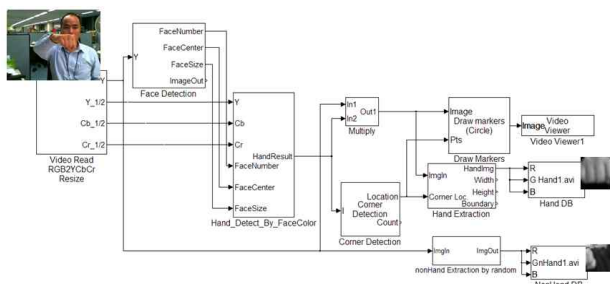 Y
Y_1/2
Cb_1/2
Cr_1/2
Video Read
RGB2YCbCr
Resize
Y
FaceNumber
FaceCenter
FaceSize
ImageOut
Face Detection
Y
Cb
Cr
FaceNumber
FaceCenter
FaceSize
HandResult
Hand_Detect_By_FaceColor
In1
In2
Out1
Multiply
I
Location
Corner
Detection
Count
Corner Detection
Image
Pts
Draw markers
(Circle)
Draw Markers
Image
Video
Viewer
Video Viewer1
ImgIn
Corner Loc
HandImg
Width
Height
Boundary
Hand Extraction
R
G Hand1.avi
B
Hand DB
ImgIn
ImgOut
nonHand Extraction by random
R
GnHand1.avi
B
NonHand DB